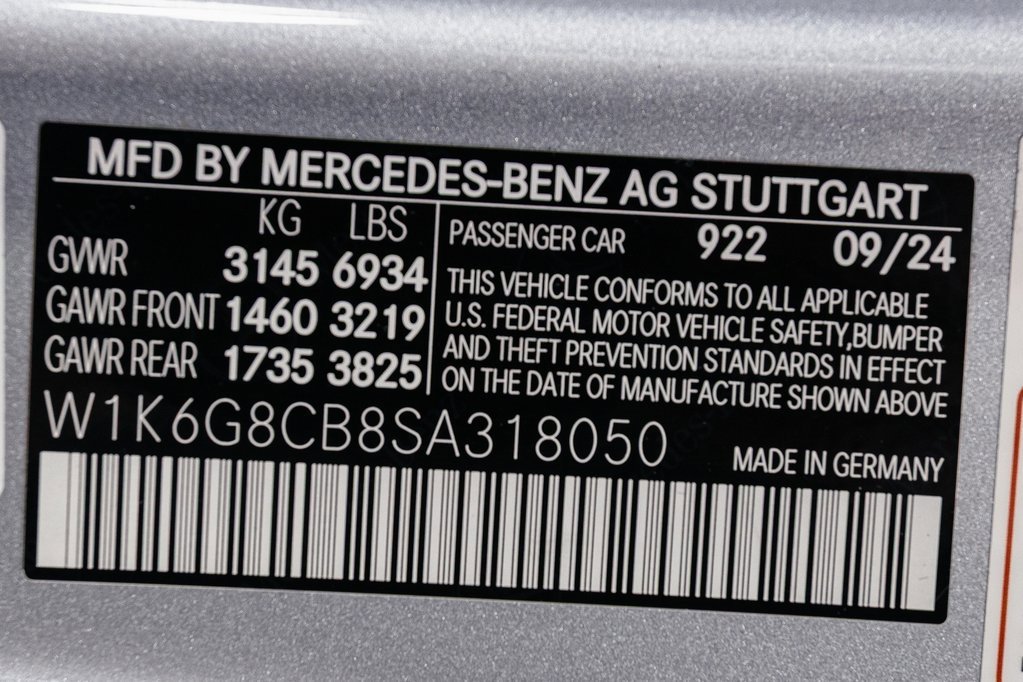 MFD BY MERCEDES-BENZ AG STUTTGART
KG LBS
GVWR 3145 6934
GAWR FRONT 1460 3219
GAWR REAR 1735 3825
PASSENGER CAR 922 09/24
THIS VEHICLE CONFORMS TO ALL APPLICABLE
U.S. FEDERAL MOTOR VEHICLE SAFETY,BUMPER
AND THEFT PREVENTION STANDARDS IN EFFECT
ON THE DATE OF MANUFACTURE SHOWN ABOVE
W1K6G8CB8SA318050
MADE IN GERMANY